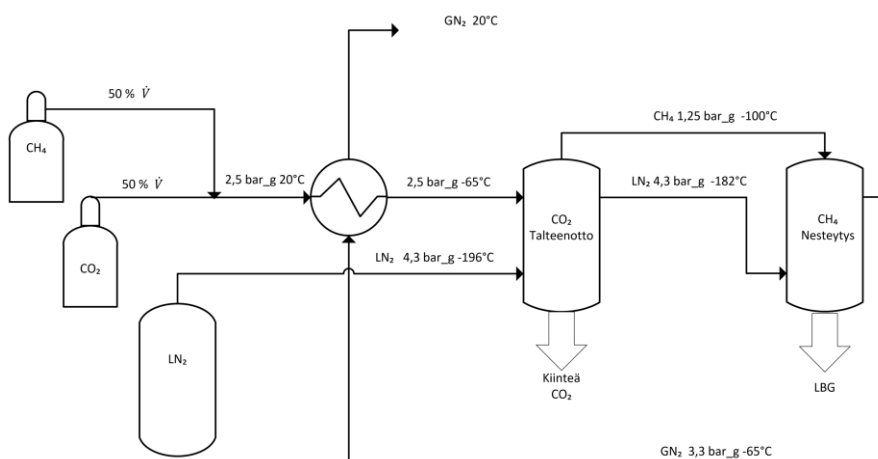 GN₂ 20°C
50 % V̇
CH₄
CH₄ 1,25 bar_g -100°C
50 % V̇
2,5 bar_g 20°C
2,5 bar_g -65°C
LN₂ 4,3 bar_g -182°C
CO₂
Talteenotto
CH₄
Nesteytys
CO₂
LN₂ 4,3 bar_g -196°C
LN₂
Kiinteä
CO₂
LBG
GN₂ 3,3 bar_g -65°C